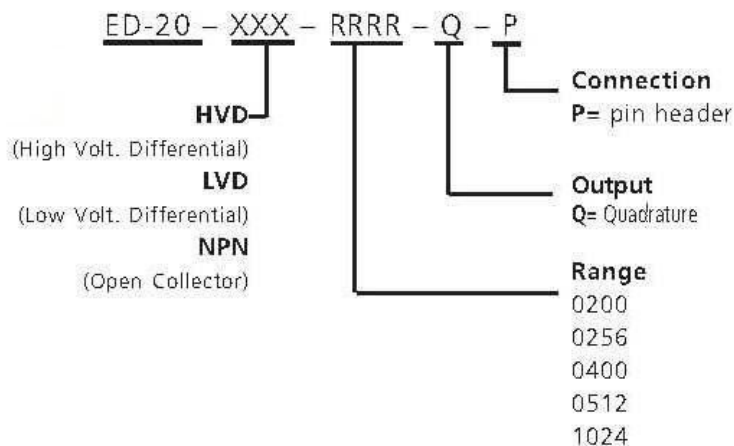 ED-20 – XXX – RRRR – Q – P
HVD
(High Volt. Differential)
LVD
(Low Volt. Differential)
NPN
(Open Collector)
Connection
P= pin header
Output
Q= Quadrature
Range
0200
0256
0400
0512
1024